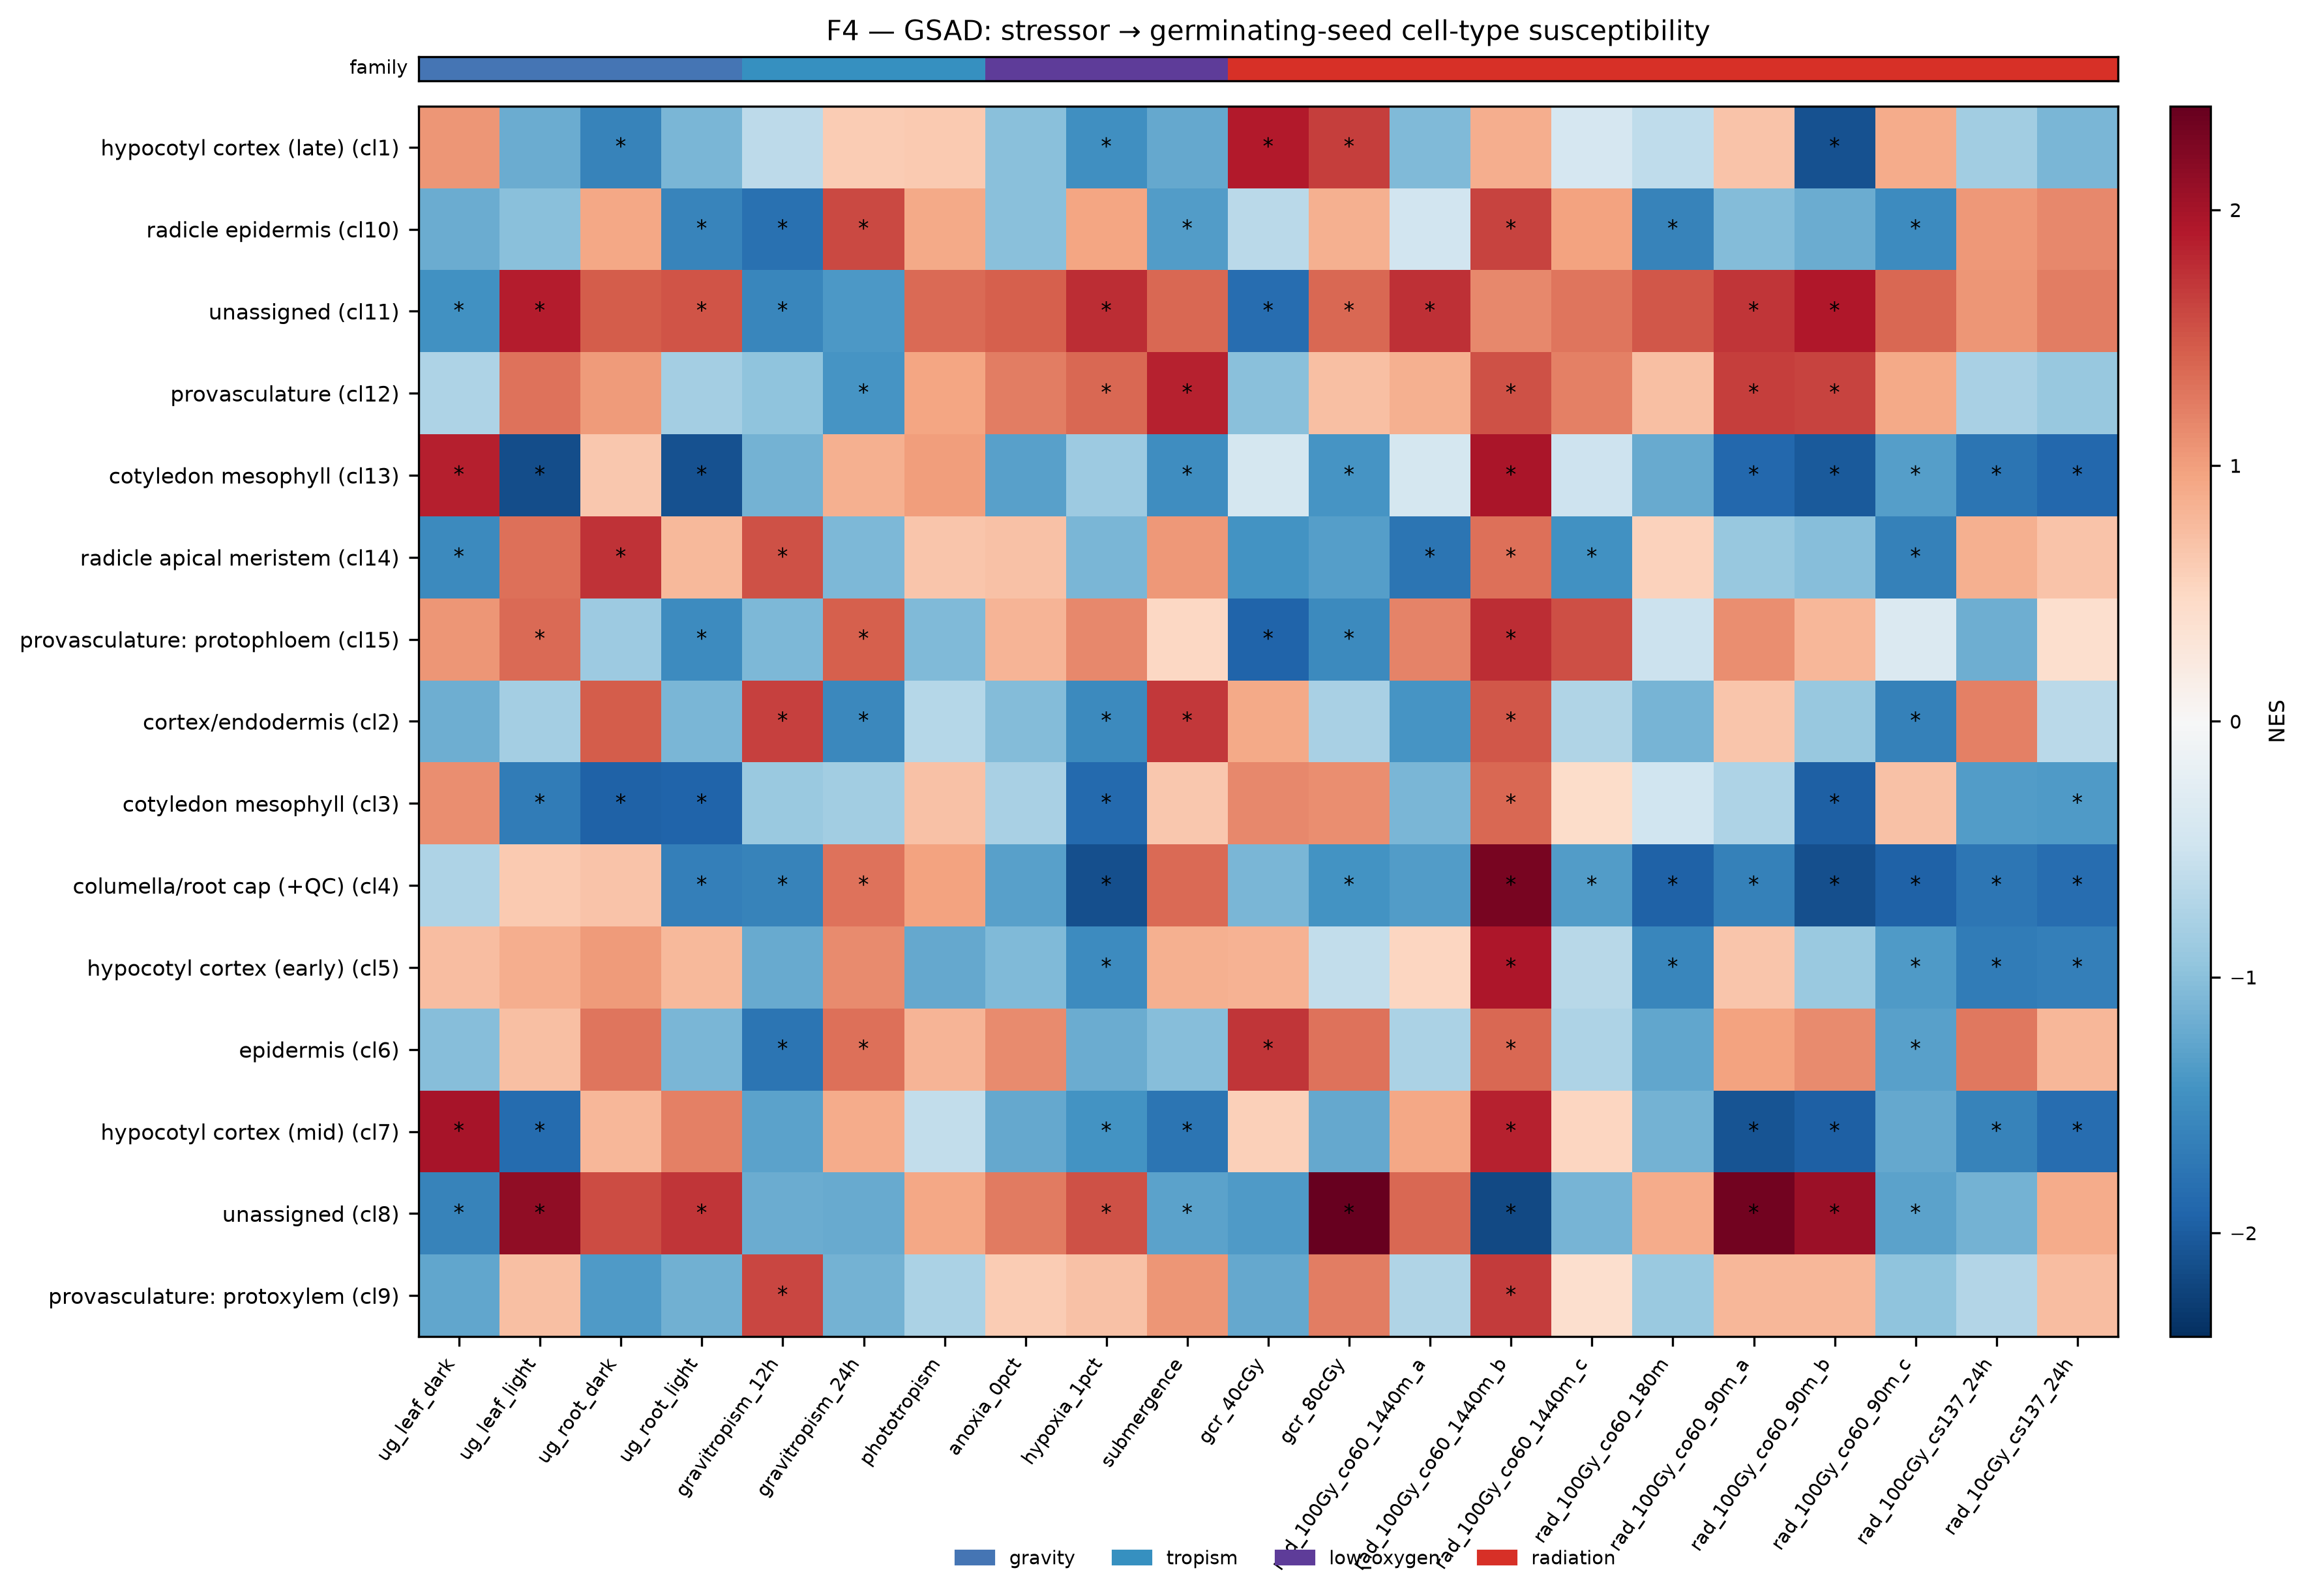 F4 — GSAD: stressor → germinating-seed cell-type susceptibility
family
hypocotyl cortex (late) (cl1)
radicle epidermis (cl10)
unassigned (cl11)
provasculature (cl12)
cotyledon mesophyll (cl13)
radicle apical meristem (cl14)
provasculature: protophloem (cl15)
cortex/endodermis (cl2)
cotyledon mesophyll (cl3)
columella/root cap (+QC) (cl4)
hypocotyl cortex (early) (cl5)
epidermis (cl6)
hypocotyl cortex (mid) (cl7)
unassigned (cl8)
provasculature: protoxylem (cl9)
2
1
0
−1
−2
NES
ug_leaf_dark
ug_leaf_light
ug_root_dark
ug_root_light
gravitropism_12h
gravitropism_24h
phototropism
anoxia_0pct
hypoxia_1pct
submergence
gcr_40cGy
gcr_80cGy
rad_100Gy_co60_1440m_a
rad_100Gy_co60_1440m_b
rad_100Gy_co60_1440m_c
rad_100Gy_co60_180m
rad_100Gy_co60_90m_a
rad_100Gy_co60_90m_b
rad_100Gy_co60_90m_c
rad_100cGy_cs137_24h
rad_10cGy_cs137_24h
gravity
tropism
low-oxygen
radiation